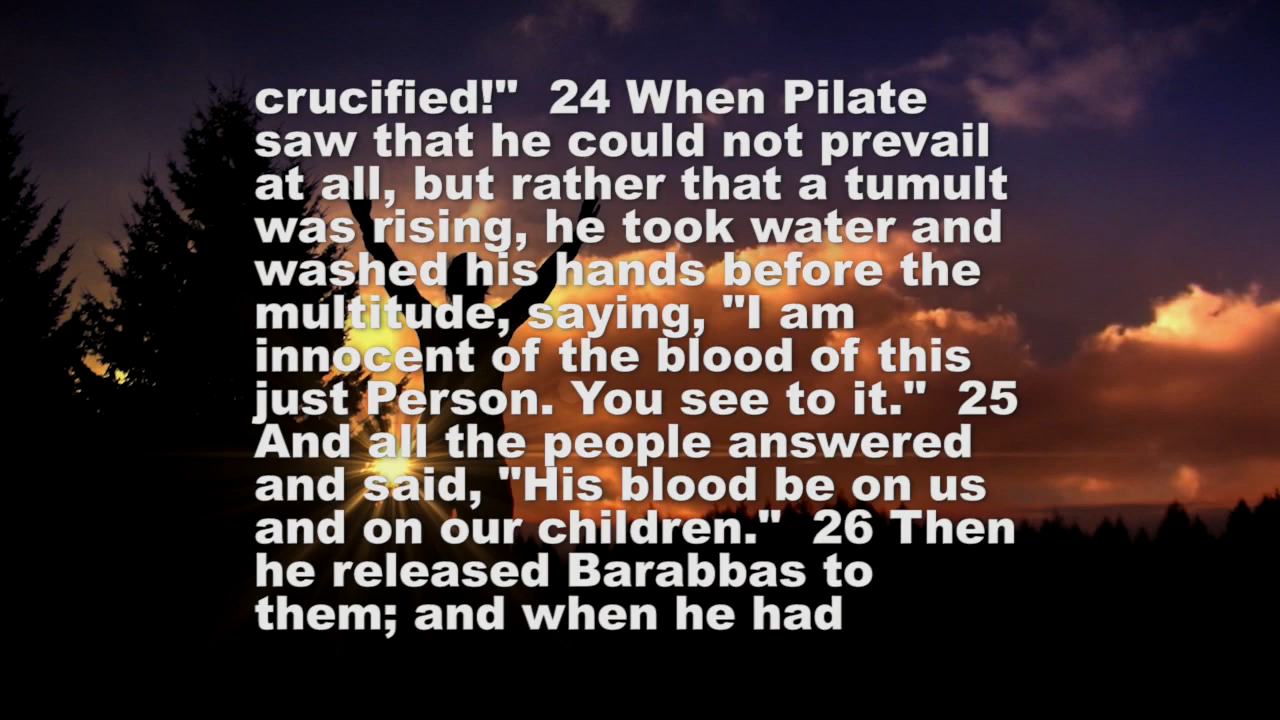 crucified!"  24 When Pilate
saw that he could not prevail
at all, but rather that a tumult
was rising, he took water and
washed his hands before the
multitude, saying, "I am
innocent of the blood of this
just Person. You see to it."  25
And all the people answered
and said, "His blood be on us
and on our children."  26 Then
he released Barabbas to
them; and when he had